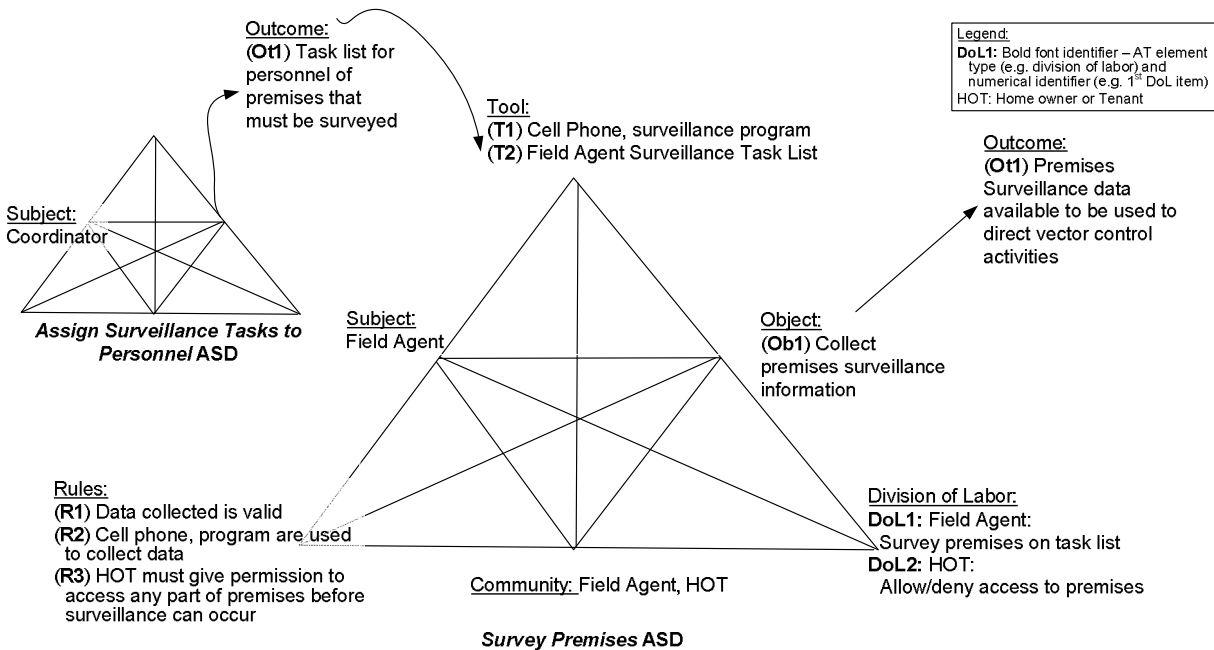 Outcome:
(Ot1) Task list for
personnel of
premises that
must be surveyed
Legend:
DoL1: Bold font identifier – AT element
type (e.g. division of labor) and
numerical identifier (e.g. 1st DoL item)
HOT: Home owner or Tenant
Tool:
(T1) Cell Phone, surveillance program
(T2) Field Agent Surveillance Task List
Outcome:
(Ot1) Premises
Surveillance data
available to be used to
direct vector control
activities
Subject:
Coordinator
Assign Surveillance Tasks to
Personnel ASD
Subject:
Field Agent
Object:
(Ob1) Collect
premises surveillance
information
Rules:
(R1) Data collected is valid
(R2) Cell phone, program are used
to collect data
(R3) HOT must give permission to
access any part of premises before
surveillance can occur
Division of Labor:
DoL1: Field Agent:
Survey premises on task list
DoL2: HOT:
Allow/deny access to premises
Community: Field Agent, HOT
Survey Premises ASD